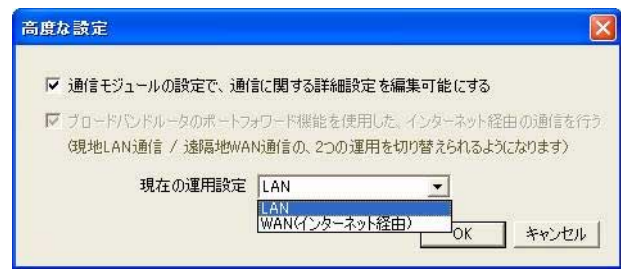 高度な設定
通信モジュールの設定で、通信に関する詳細設定を編集可能にする
ブロードバンドルータのポートフォワード機能を使用した、インターネット経由の通信を行う
(現地LAN通信 / 遠隔地WAN通信の、2つの運用を切り替えられるようになります)
現在の運用設定 LAN
LAN
WAN(インターネット経由)
OK キャンセル